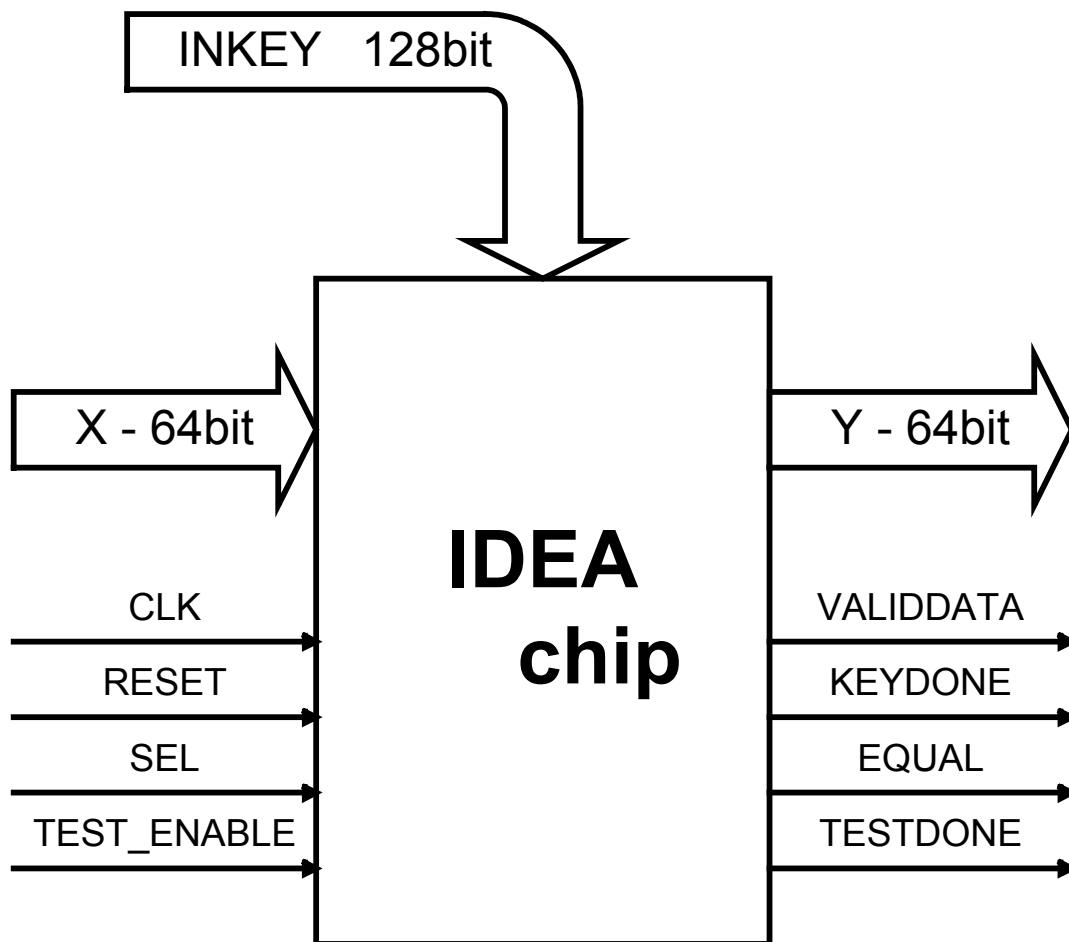 INKEY 128bit
X - 64bit
Y - 64bit
IDEA
chip
CLK
RESET
SEL
TEST_ENABLE
VALIDDATA
KEYDONE
EQUAL
TESTDONE